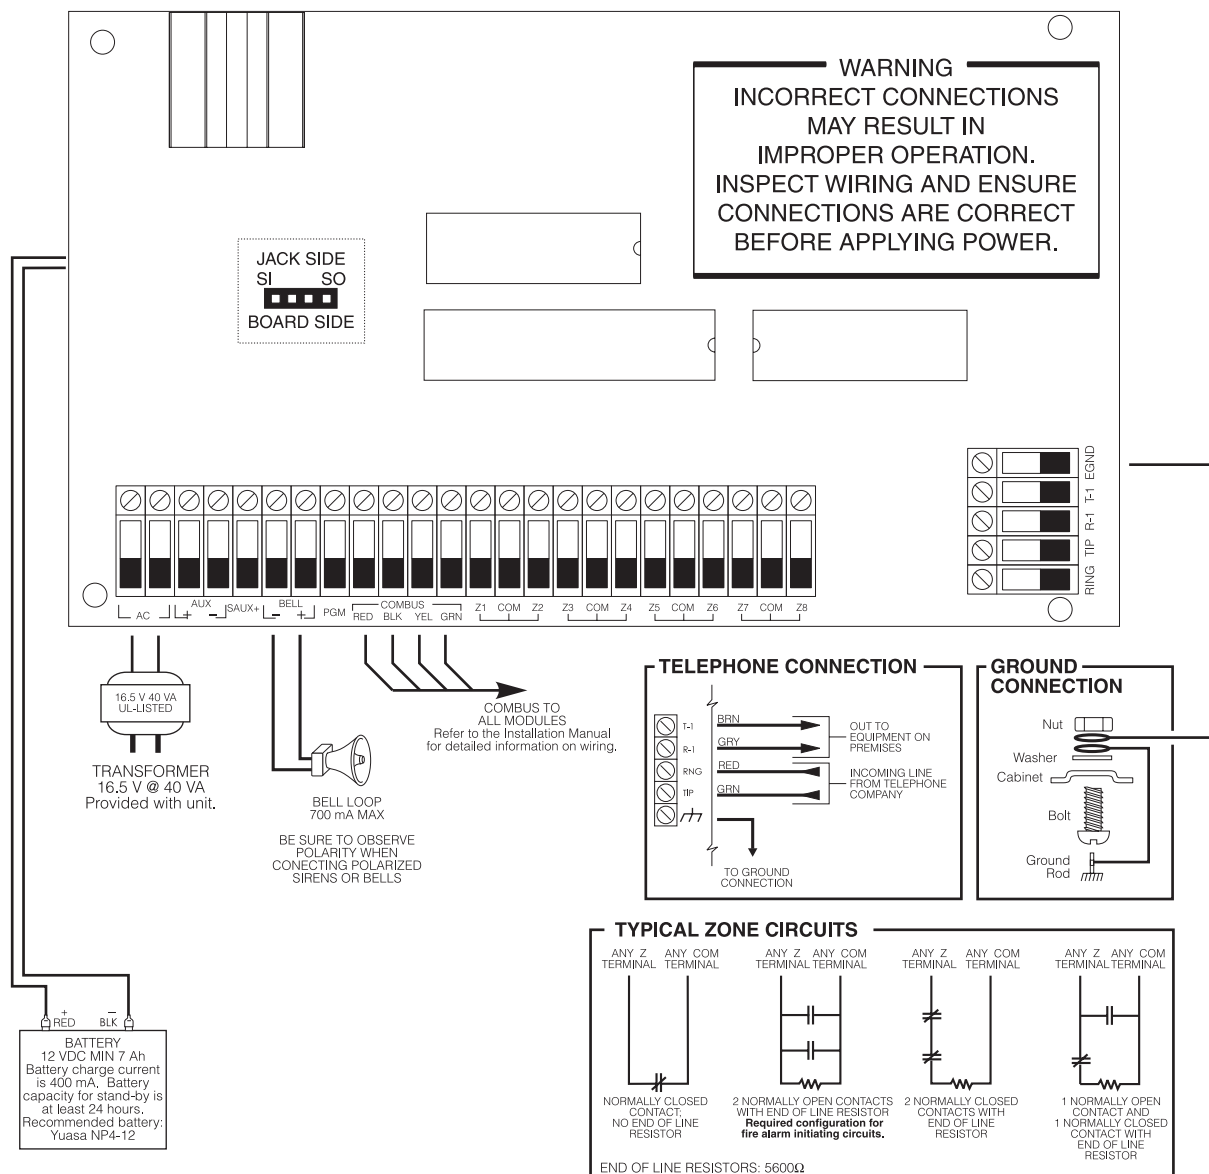 WARNING
INCORRECT CONNECTIONS
MAY RESULT IN
IMPROPER OPERATION.
INSPECT WIRING AND ENSURE
CONNECTIONS ARE CORRECT
BEFORE APPLYING POWER.
JACK SIDE
SI SO
BOARD SIDE
EGND
T-1
R-1
TIP
RING
AC
AUX
+ −
SAUX+
BELL
− +
PGM
COMBUS
RED BLK YEL GRN
Z1 COM Z2 Z3 COM Z4 Z5 COM Z6 Z7 COM Z8
16.5 V 40 VA
UL-LISTED
TRANSFORMER
16.5 V @ 40 VA
Provided with unit.
COMBUS TO
ALL MODULES
Refer to the Installation Manual
for detailed information on wiring.
BELL LOOP
700 mA MAX
BE SURE TO OBSERVE
POLARITY WHEN
CONECTING POLARIZED
SIRENS OR BELLS
TELEPHONE CONNECTION
T-1
R-1
RNG
TIP
BRN
GRY
RED
GRN
OUT TO
EQUIPMENT ON
PREMISES
INCOMING LINE
FROM TELEPHONE
COMPANY
TO GROUND
CONNECTION
GROUND
CONNECTION
Nut
Washer
Cabinet
Bolt
Ground
Rod
+ −
RED BLK
BATTERY
12 VDC MIN 7 Ah
Battery charge current
is 400 mA. Battery
capacity for stand-by is
at least 24 hours.
Recommended battery:
Yuasa NP4-12
TYPICAL ZONE CIRCUITS
ANY Z TERMINAL
ANY COM TERMINAL
NORMALLY CLOSED
CONTACT;
NO END OF LINE
RESISTOR
ANY Z TERMINAL
ANY COM TERMINAL
2 NORMALLY OPEN CONTACTS
WITH END OF LINE RESISTOR
Required configuration for
fire alarm initiating circuits.
ANY Z TERMINAL
ANY COM TERMINAL
2 NORMALLY CLOSED
CONTACTS WITH
END OF LINE
RESISTOR
ANY Z TERMINAL
ANY COM TERMINAL
1 NORMALLY OPEN
CONTACT AND
1 NORMALLY CLOSED
CONTACT WITH
END OF LINE
RESISTOR
END OF LINE RESISTORS: 5600Ω